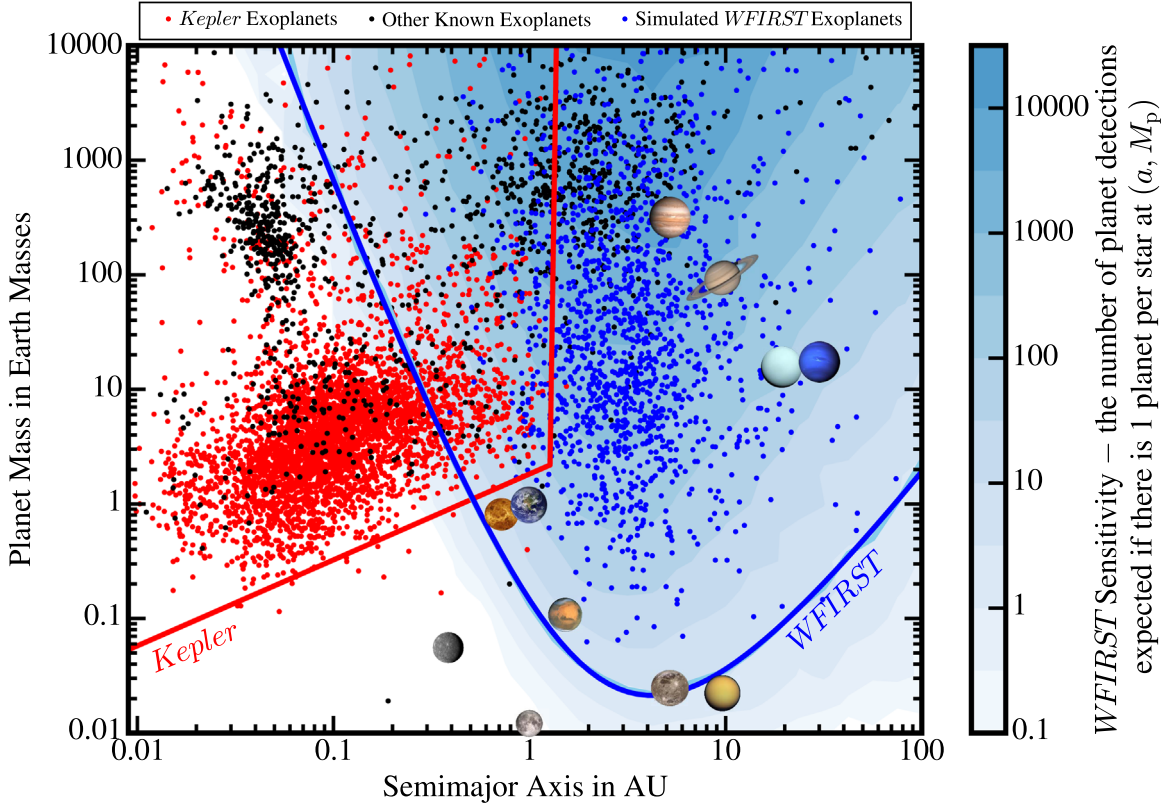 Kepler Exoplanets
Other Known Exoplanets
Simulated WFIRST Exoplanets
10000
1000
100
10
1
0.1
0.01
Planet Mass in Earth Masses
Kepler
WFIRST
0.01
0.1
1
10
100
Semimajor Axis in AU
10000
1000
100
10
1
0.1
WFIRST Sensitivity – the number of planet detections
expected if there is 1 planet per star at (a, Mp)